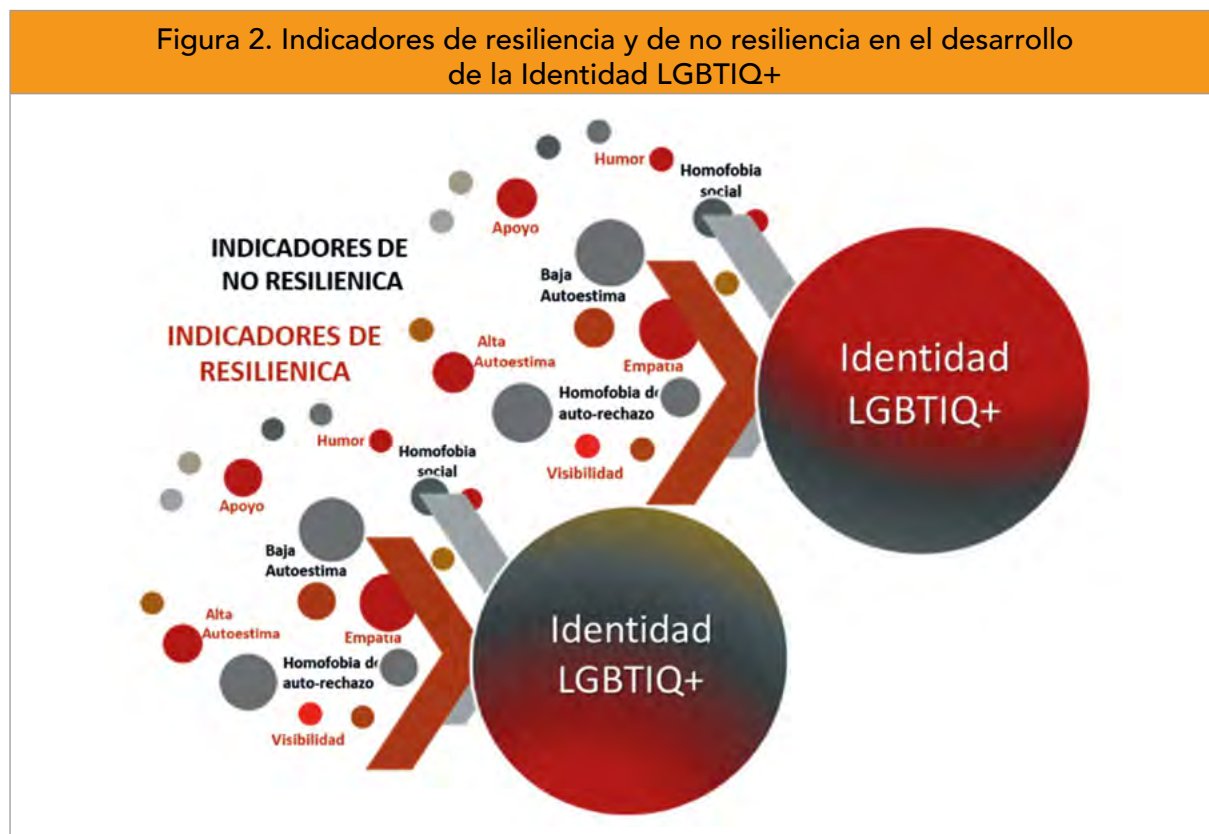 Figura 2. Indicadores de resiliencia y de no resiliencia en el desarrollo
de la Identidad LGBTIQ+
Humor
Homofobia
social
Apoyo
INDICADORES DE
NO RESILIENICA
Baja
Autoestima
INDICADORES DE
RESILIENICA
Alta
Autoestima
Empatía
Identidad
LGBTIQ+
Homofobia de
auto-rechazo
Visibilidad
Humor
Homofobia
social
Apoyo
Baja
Autoestima
Alta
Autoestima
Empatía
Homofobia de
auto-rechazo
Visibilidad
Identidad
LGBTIQ+